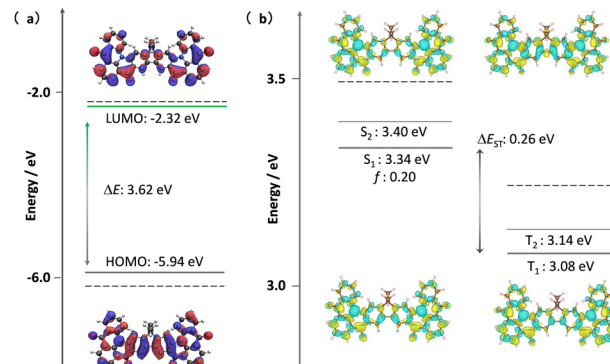 ( a)
Energy / eV
-2.0
LUMO: -2.32 eV
ΔE: 3.62 eV
HOMO: -5.94 eV
-6.0
( b)
Energy / eV
3.5
S₂ : 3.40 eV
S₁ : 3.34 eV
f : 0.20
ΔE_ST: 0.26 eV
T₂ : 3.14 eV
T₁ : 3.08 eV
3.0